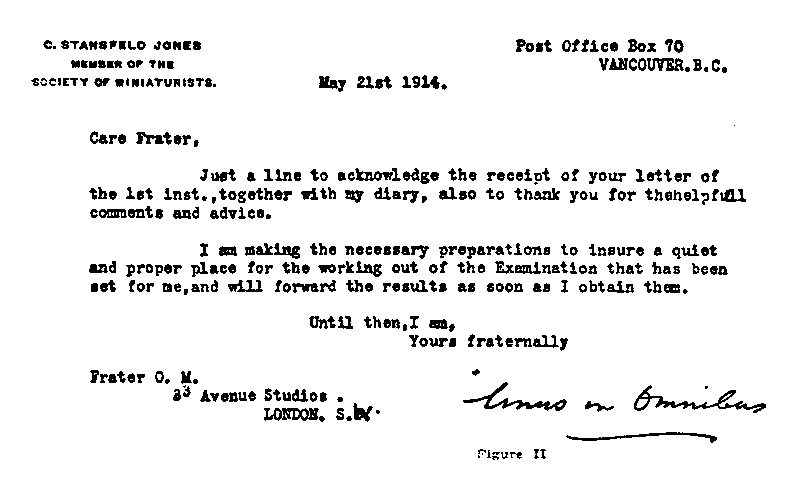 C. STANSFELD JONES
MEMBER OF THE
SOCIETY OF MINIATURISTS.
Post Office Box 70
VANCOUVER.B.C.
May 21st 1914.
Care Frater,
Just a line to acknowledge the receipt of your letter of
the 1st inst.,together with my diary, also to thank you for thehelpfull
comments and advice.
I am making the necessary preparations to insure a quiet
and proper place for the working out of the Examination that has been
set for me,and will forward the results as soon as I obtain them.
Until then,I am,
Yours fraternally
Frater O. M.
33 Avenue Studios .
LONDON. S.W.
Unus in Omnibus
Figure II